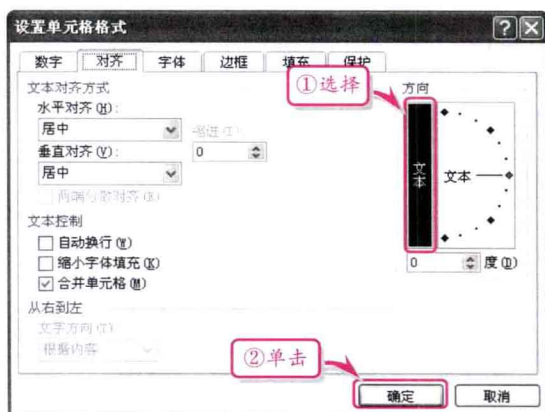 设置单元格格式
数字 对齐 字体 边框 填充 保护
①选择
文本对齐方式
方向
水平对齐(H):
居中
缩进(I)
垂直对齐(V):
0
居中
两端分散对齐(E)
文本
文本
文本控制
自动换行(W)
缩小字体填充(K)
合并单元格(M)
0 度(D)
从右到左
文字方向(T)
根据内容
②单击
确定 取消